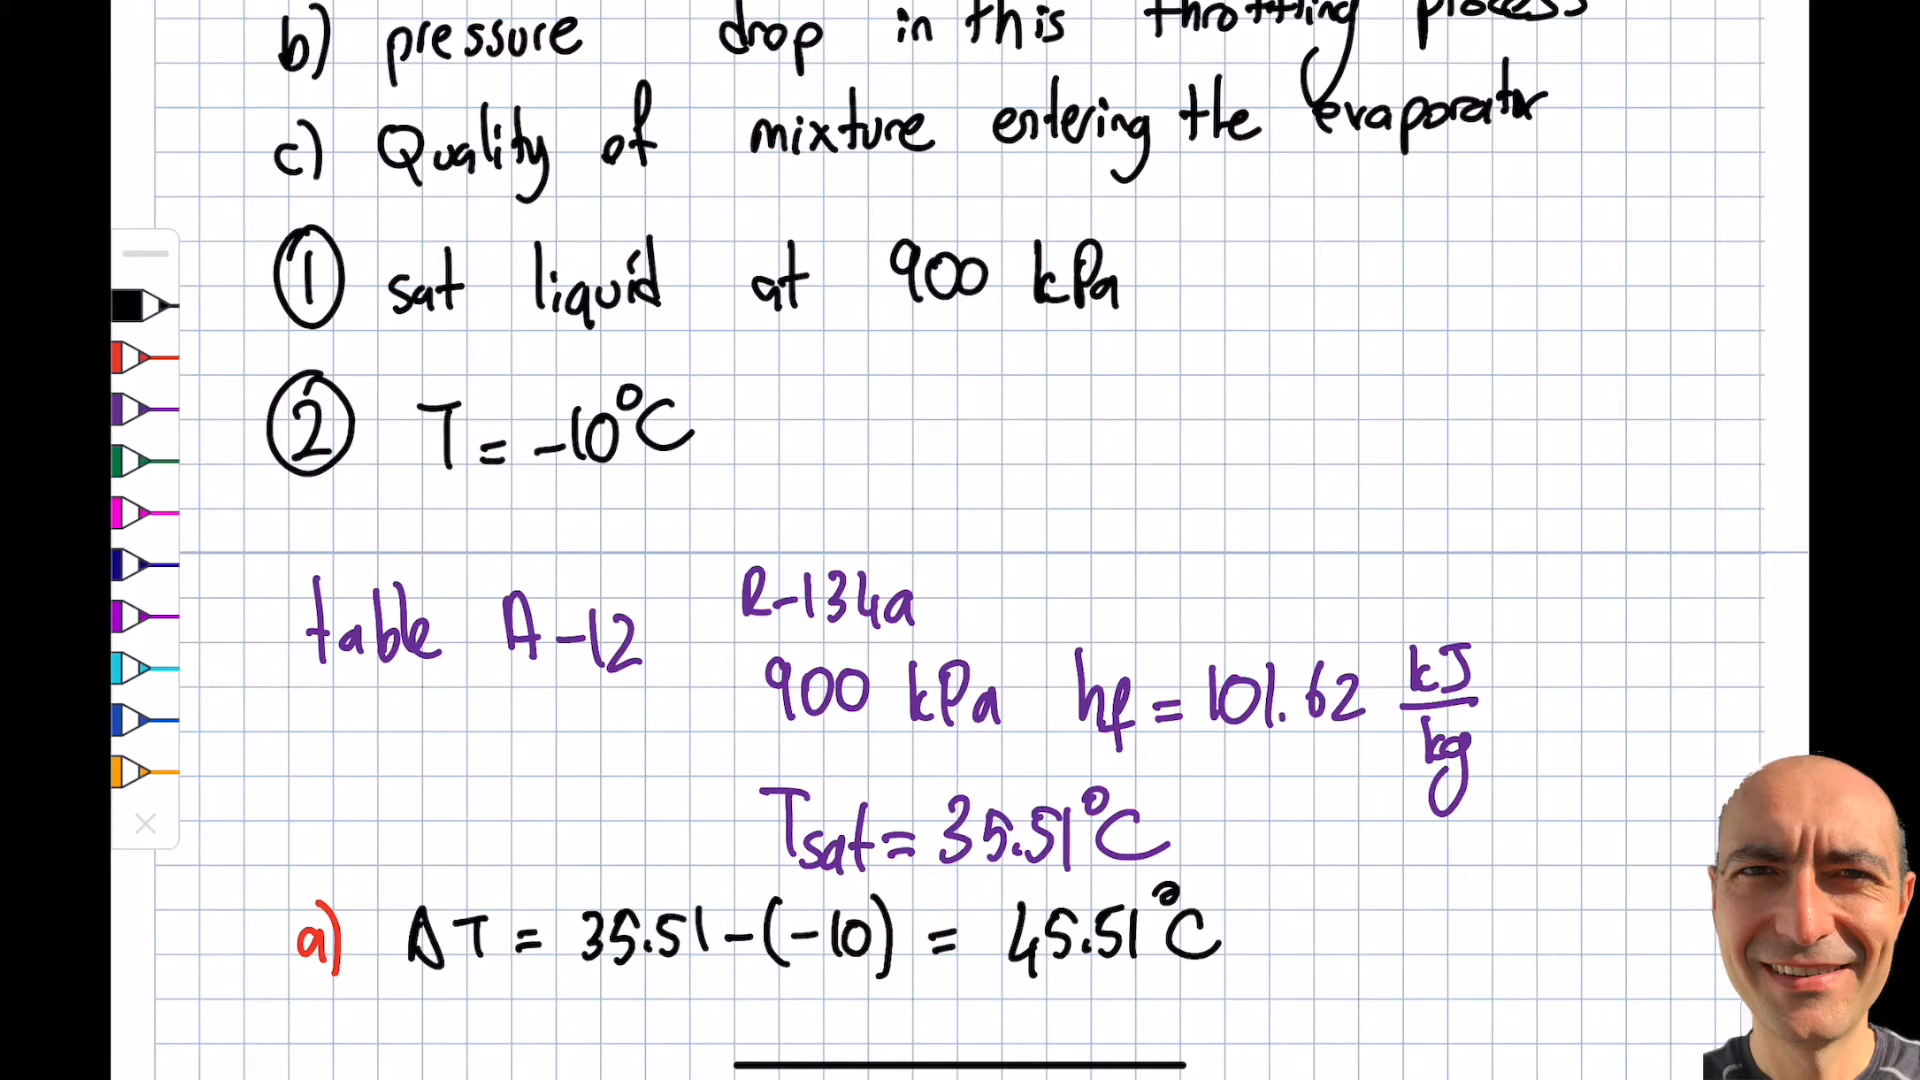 b) pressure drop in this throttling process
c) Quality of mixture entering the evaporator
① sat liquid at 900 kPa
② T = -10°C
table A-12 R-134a
900 kPa hf = 101.62 kJ/kg
Tsat = 35.51°C
a) ΔT = 35.51 - (-10) = 45.51°C